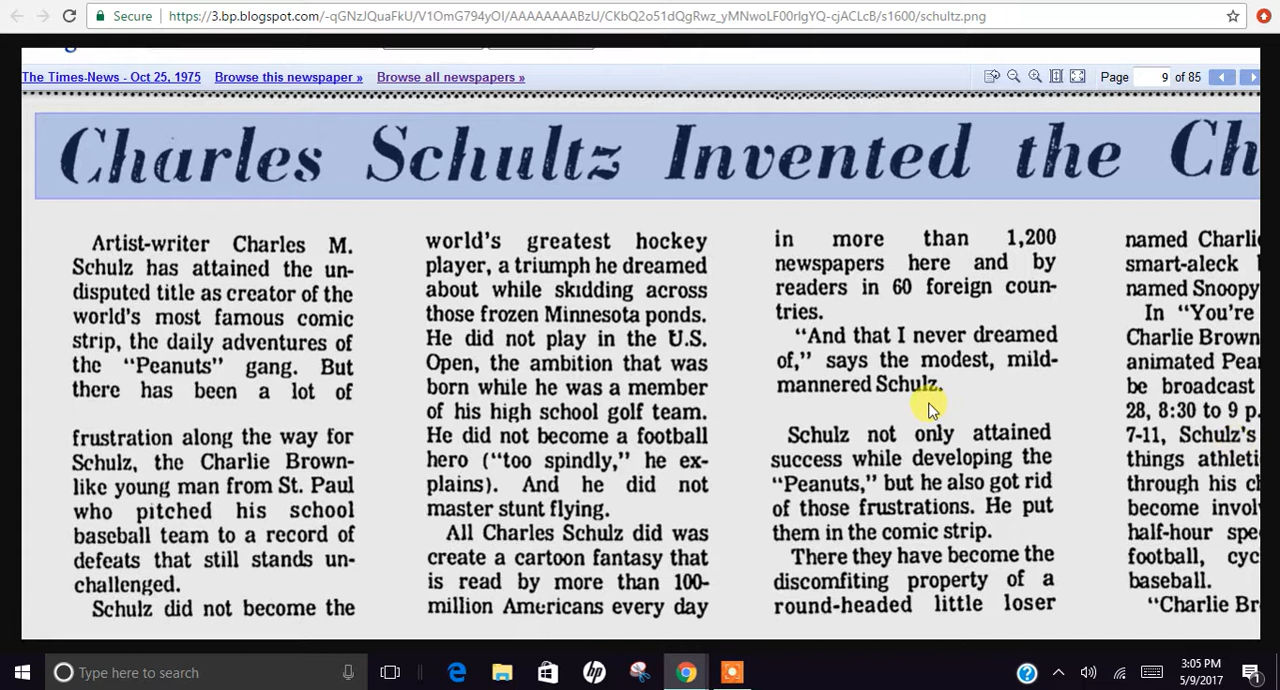 Secure
https://3.bp.blogspot.com/-qGNzJQuaFkU/V1OmG794yOI/AAAAAAAABzU/CKbQ2o51dQgRwz_yMNwoLF00rIgYQ-cjACLcB/s1600/schultz.png
The Times-News - Oct 25, 1975 Browse this newspaper » Browse all newspapers » Page 9 of 85
Charles Schultz Invented the Ch
Artist-writer Charles M.
Schulz has attained the un-
disputed title as creator of the
world's most famous comic
strip, the daily adventures of
the "Peanuts" gang. But
there has been a lot of
frustration along the way for
Schulz, the Charlie Brown-
like young man from St. Paul
who pitched his school
baseball team to a record of
defeats that still stands un-
challenged.
Schulz did not become the
world's greatest hockey
player, a triumph he dreamed
about while skidding across
those frozen Minnesota ponds.
He did not play in the U.S.
Open, the ambition that was
born while he was a member
of his high school golf team.
He did not become a football
hero ("too spindly," he ex-
plains). And he did not
master stunt flying.
All Charles Schulz did was
create a cartoon fantasy that
is read by more than 100-
million Americans every day
in more than 1,200
newspapers here and by
readers in 60 foreign coun-
tries.
"And that I never dreamed
of," says the modest, mild-
mannered Schulz.
Schulz not only attained
success while developing the
"Peanuts," but he also got rid
of those frustrations. He put
them in the comic strip.
There they have become the
discomfiting property of a
round-headed little loser
named Charli
smart-aleck
named Snoopy
In "You're
Charlie Brown
animated Pear
be broadcast
28, 8:30 to 9 p.
7-11, Schulz's
things athleti
through his ch
become invol
half-hour spe
football, cyc
baseball.
"Charlie Br
Type here to search
hp
3:05 PM
5/9/2017
1